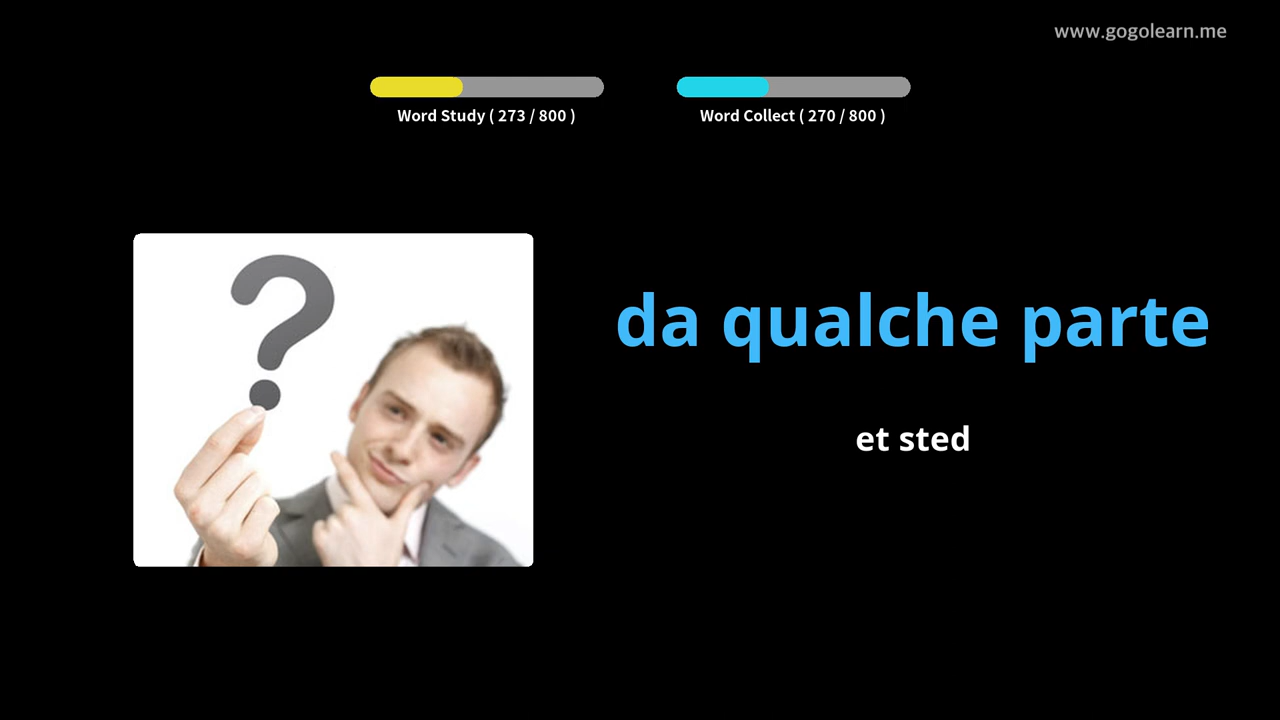 www.gogolearn.me
Word Study ( 273 / 800 )
Word Collect ( 270 / 800 )
da qualche parte
et sted